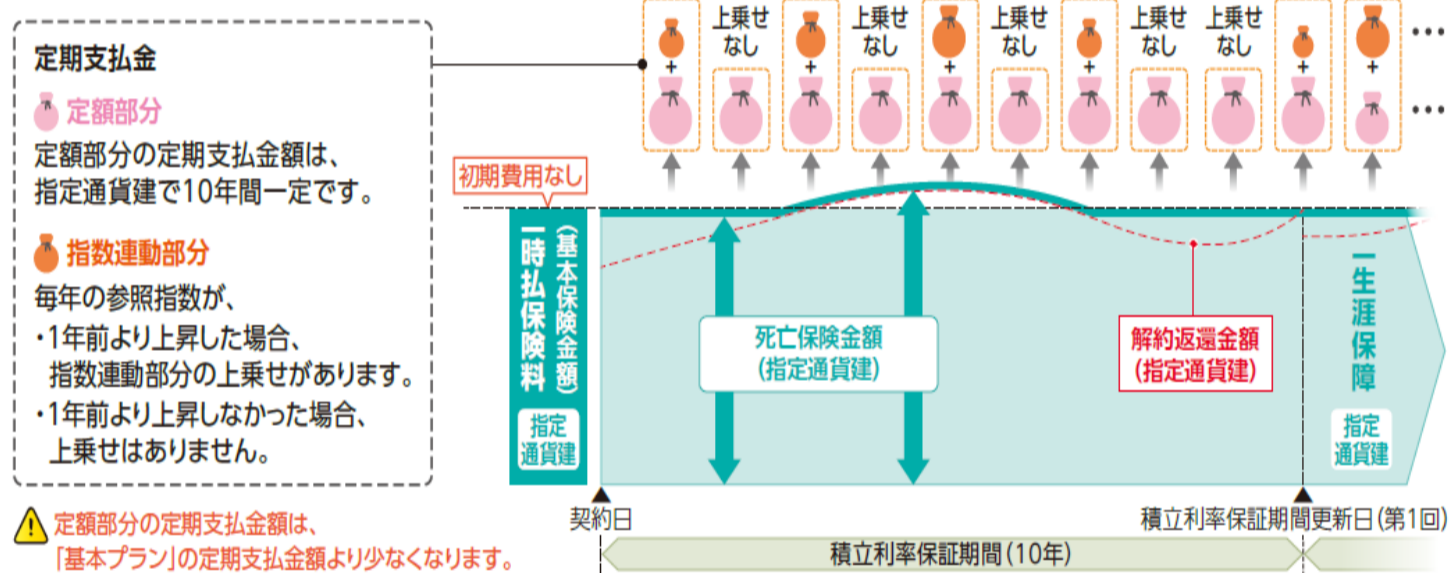 定期支払金
定額部分
定額部分の定期支払金額は、
指定通貨建で10年間一定です。
指数連動部分
毎年の参照指数が、
・1年前より上昇した場合、
指数連動部分の上乗せがあります。
・1年前より上昇しなかった場合、
上乗せはありません。
定額部分の定期支払金額は、
「基本プラン」の定期支払金額より少なくなります。
+
上乗せ
なし
+
上乗せ
なし
+
上乗せ
なし
+
上乗せ
なし
上乗せ
なし
+
+
…
…
初期費用なし
一時払保険料
(基本保険金額)
指定
通貨建
死亡保険金額
(指定通貨建)
解約返還金額
(指定通貨建)
一生涯保障
指定
通貨建
契約日
積立利率保証期間更新日(第1回)
積立利率保証期間(10年)